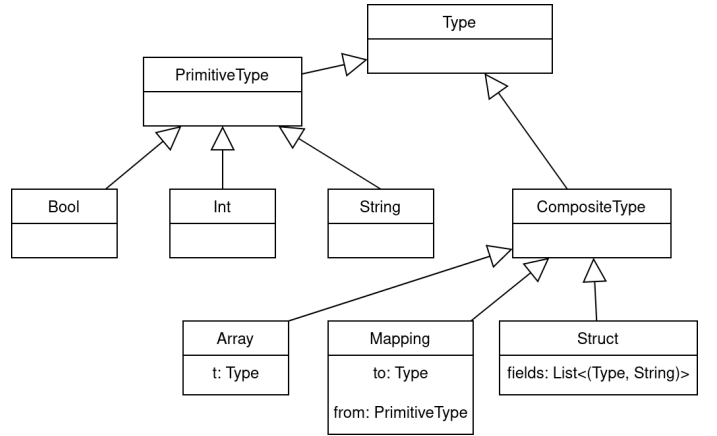 Type
PrimitiveType
Bool
Int
String
CompositeType
Array
t: Type
Mapping
to: Type
from: PrimitiveType
Struct
fields: List<(Type, String)>